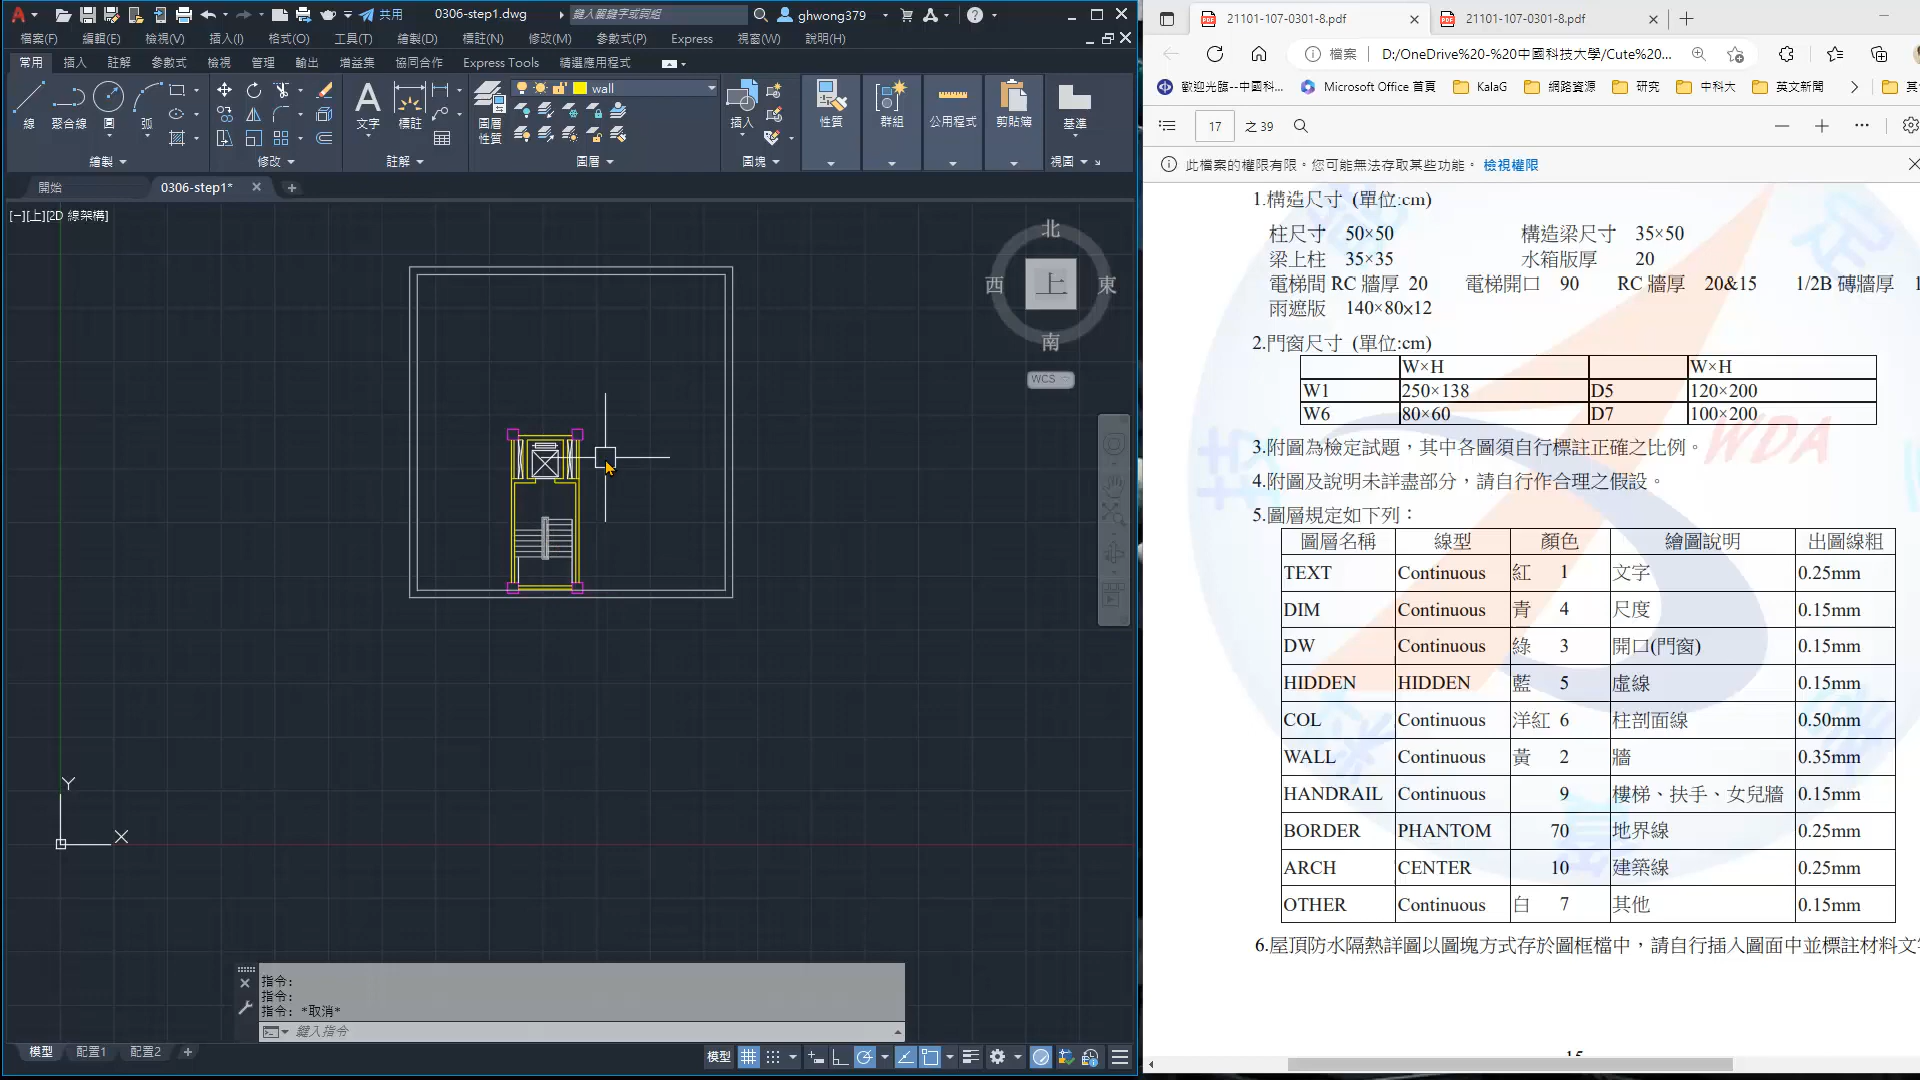 共用
0306-step1.dwg
鍵入關鍵字或詞組
ghwong379
檔案(F)
編輯(E)
檢視(V)
插入(I)
格式(O)
工具(T)
繪製(D)
標註(N)
修改(M)
參數式(P)
Express
視窗(W)
說明(H)
常用
插入
註解
參數式
檢視
管理
輸出
增益集
協同合作
Express Tools
精選應用程式
線
聚合線
圓
弧
文字
標註
圖層
性質
wall
插入
性質
群組
公用程式
剪貼簿
基準
繪製
修改
註解
圖層
圖塊
視圖
開始
0306-step1*
[−][上][2D 線架構]
北
西
上
東
南
WCS
Y
X
指令:
指令:
指令: *取消*
鍵入指令
模型
配置1
配置2
模型
21101-107-0301-8.pdf
21101-107-0301-8.pdf
檔案
D:/OneDrive%20-%20中國科技大學/Cute%20...
歡迎光臨--中國科...
Microsoft Office 首頁
KalaG
網路資源
研究
中科大
英文新聞
17
之 39
此檔案的權限有限。您可能無法存取某些功能。
檢視權限
1.構造尺寸 (單位:cm)
柱尺寸 50×50 構造梁尺寸 35×50
梁上柱 35×35 水箱版厚 20
電梯間 RC 牆厚 20 電梯開口 90 RC 牆厚 20&15 1/2B 磚牆厚 1
雨遮版 140×80×12
2.門窗尺寸 (單位:cm)
W×H W×H
W1 250×138 D5 120×200
W6 80×60 D7 100×200
WDA
3.附圖為檢定試題，其中各圖須自行標註正確之比例。
4.附圖及說明未詳盡部分，請自行作合理之假設。
5.圖層規定如下列：
圖層名稱 線型 顏色 繪圖說明 出圖線粗
TEXT Continuous 紅 1 文字 0.25mm
DIM Continuous 青 4 尺度 0.15mm
DW Continuous 綠 3 開口(門窗) 0.15mm
HIDDEN HIDDEN 藍 5 虛線 0.15mm
COL Continuous 洋紅 6 柱剖面線 0.50mm
WALL Continuous 黃 2 牆 0.35mm
HANDRAIL Continuous 9 樓梯、扶手、女兒牆 0.15mm
BORDER PHANTOM 70 地界線 0.25mm
ARCH CENTER 10 建築線 0.25mm
OTHER Continuous 白 7 其他 0.15mm
6.屋頂防水隔熱詳圖以圖塊方式存於圖框檔中，請自行插入圖面中並標註材料文字